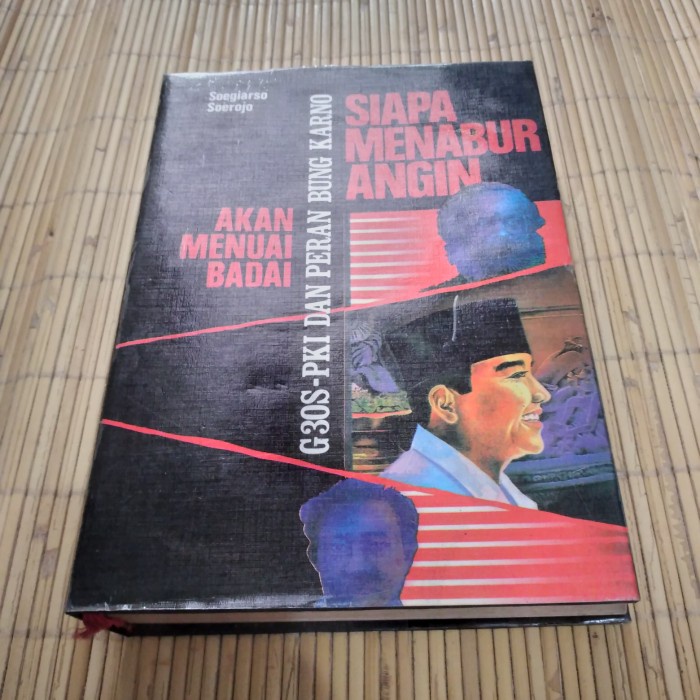 Soegiarso
Soerojo
SIAPA
MENABUR
ANGIN
AKAN
MENUAI
BADAI
G30S-PKI DAN PERAN BUNG KARNO